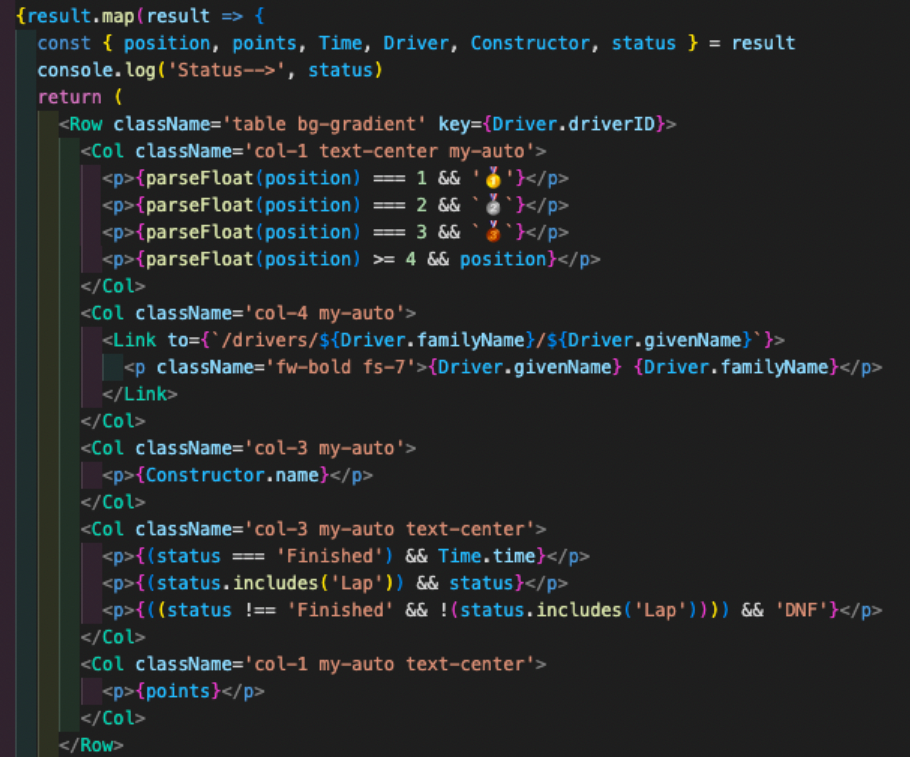 {result.map(result => {
const { position, points, Time, Driver, Constructor, status } = result
console.log('Status-->', status)
return (
<Row className='table bg-gradient' key={Driver.driverID}>
<Col className='col-1 text-center my-auto'>
<p>{parseFloat(position) === 1 && '🥇'}</p>
<p>{parseFloat(position) === 2 && `🥈`}</p>
<p>{parseFloat(position) === 3 && `🥉`}</p>
<p>{parseFloat(position) >= 4 && position}</p>
</Col>
<Col className='col-4 my-auto'>
<Link to={`/drivers/${Driver.familyName}/${Driver.givenName}`}>
<p className='fw-bold fs-7'>{Driver.givenName} {Driver.familyName}</p>
</Link>
</Col>
<Col className='col-3 my-auto'>
<p>{Constructor.name}</p>
</Col>
<Col className='col-3 my-auto text-center'>
<p>{(status === 'Finished') && Time.time}</p>
<p>{(status.includes('Lap')) && status}</p>
<p>{((status !== 'Finished' && !(status.includes('Lap')))) && 'DNF'}</p>
</Col>
<Col className='col-1 my-auto text-center'>
<p>{points}</p>
</Col>
</Row>